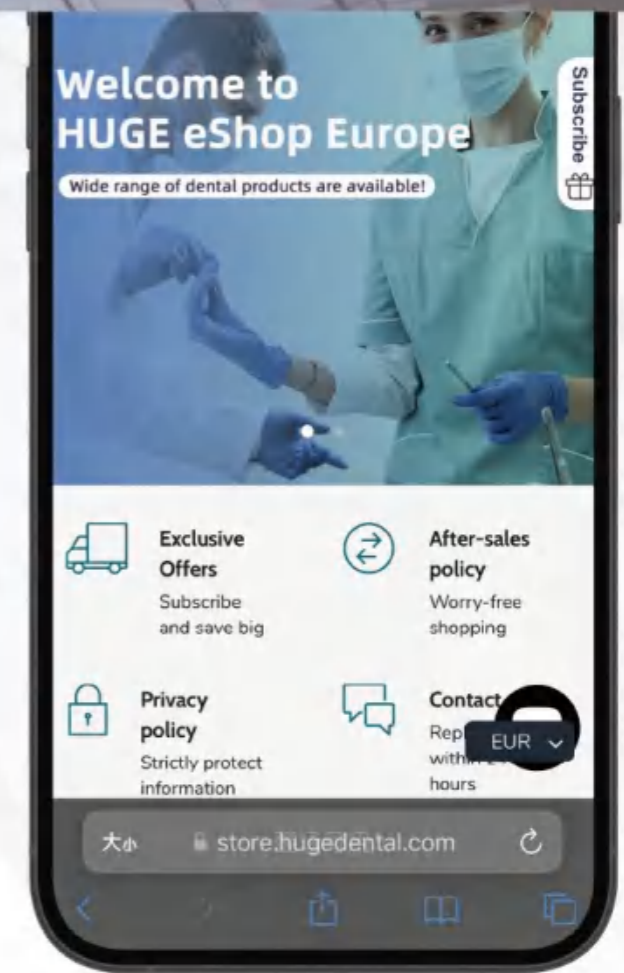 Welcome to
HUGE eShop Europe
Subscribe
Wide range of dental products are available!
Exclusive
Offers
Subscribe
and save big
After-sales
policy
Worry-free
shopping
Privacy
policy
Strictly protect
information
Contact
EUR
hours
大小
store.hugedental.com